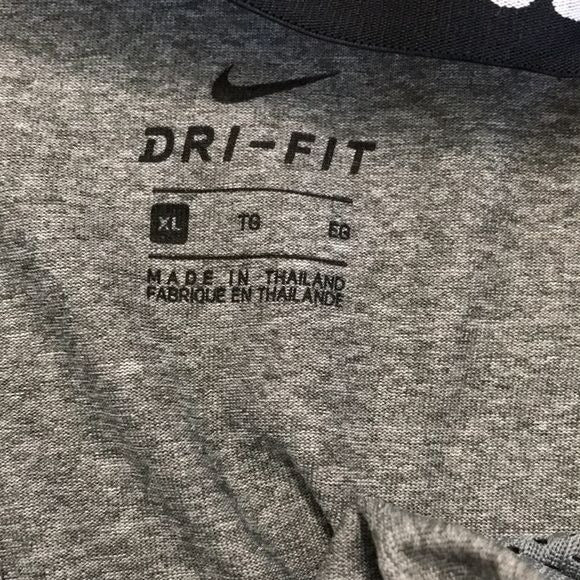 DRI-FIT
XL TG EG
MADE IN THAILAND
FABRIQUE EN THAILANDE